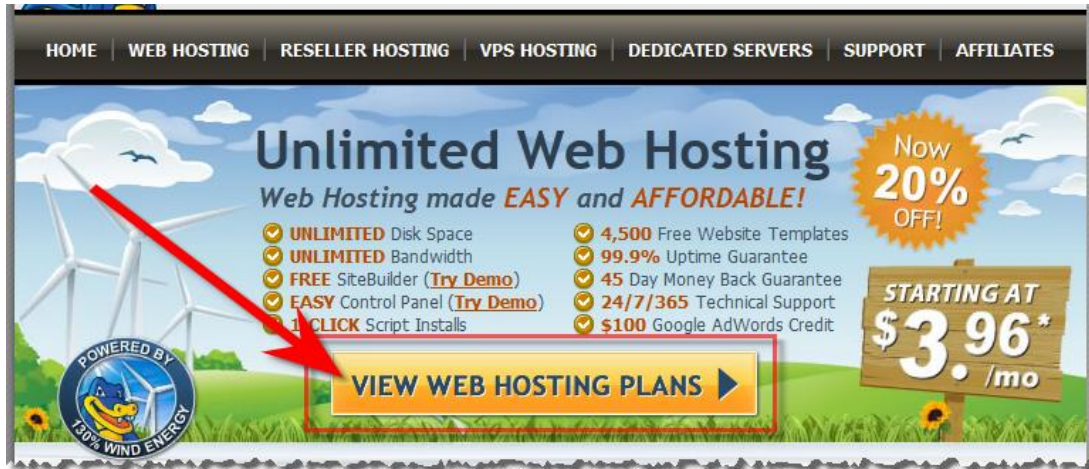 HOME | WEB HOSTING | RESELLER HOSTING | VPS HOSTING | DEDICATED SERVERS | SUPPORT | AFFILIATES
Unlimited Web Hosting
Web Hosting made EASY and AFFORDABLE!
UNLIMITED Disk Space
UNLIMITED Bandwidth
FREE SiteBuilder (Try Demo)
EASY Control Panel (Try Demo)
1-CLICK Script Installs
4,500 Free Website Templates
99.9% Uptime Guarantee
45 Day Money Back Guarantee
24/7/365 Technical Support
$100 Google AdWords Credit
Now
20%
OFF!
STARTING AT
$3.96*
/mo
VIEW WEB HOSTING PLANS
POWERED BY
130% WIND ENERGY